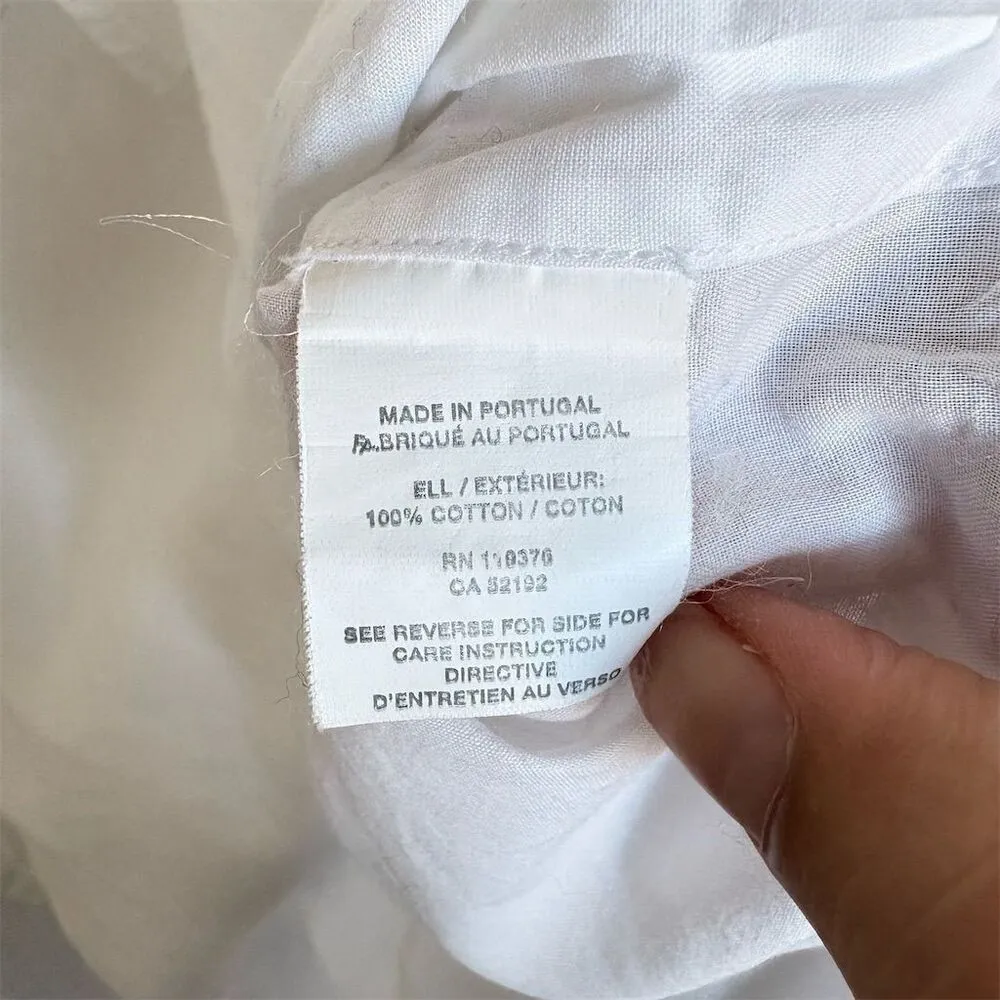 MADE IN PORTUGAL
FABRIQUÉ AU PORTUGAL
ELL / EXTÉRIEUR:
100% COTTON / COTON
RN
CA 52192
SEE REVERSE FOR SIDE FOR
CARE INSTRUCTION
DIRECTIVE
D'ENTRETIEN AU VERSO